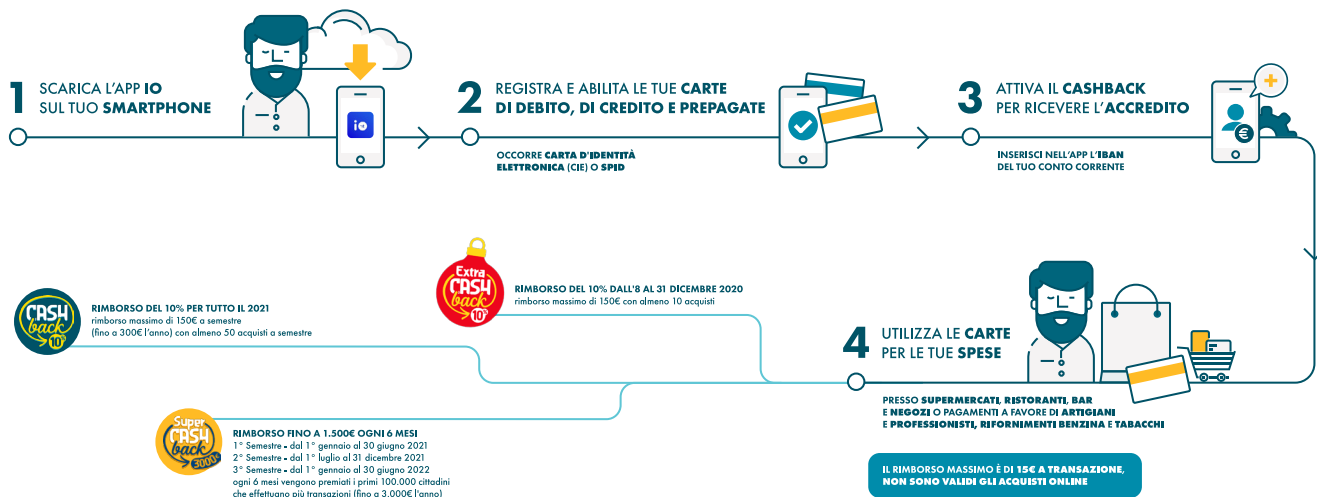 1
SCARICA L'APP IO
SUL TUO SMARTPHONE
io
2
REGISTRA E ABILITA LE TUE CARTE
DI DEBITO, DI CREDITO E PREPAGATE
OCCORRE CARTA D'IDENTITÀ
ELETTRONICA (CIE) O SPID
3
ATTIVA IL CASHBACK
PER RICEVERE L'ACCREDITO
INSERISCI NELL'APP L'IBAN
DEL TUO CONTO CORRENTE
€
4
UTILIZZA LE CARTE
PER LE TUE SPESE
PRESSO SUPERMERCATI, RISTORANTI, BAR
E NEGOZI O PAGAMENTI A FAVORE DI ARTIGIANI
E PROFESSIONISTI, RIFORNIMENTI BENZINA E TABACCHI
IL RIMBORSO MASSIMO È DI 15€ A TRANSAZIONE,
NON SONO VALIDI GLI ACQUISTI ONLINE
Extra
CASH
back
10%
RIMBORSO DEL 10% DALL'8 AL 31 DICEMBRE 2020
rimborso massimo di 150€ con almeno 10 acquisti
CASH
back
10%
RIMBORSO DEL 10% PER TUTTO IL 2021
rimborso massimo di 150€ a semestre
(fino a 300€ l'anno) con almeno 50 acquisti a semestre
Super
CASH
back
3000€
RIMBORSO FINO A 1.500€ OGNI 6 MESI
1° Semestre - dal 1° gennaio al 30 giugno 2021
2° Semestre - dal 1° luglio al 31 dicembre 2021
3° Semestre - dal 1° gennaio al 30 giugno 2022
ogni 6 mesi vengono premiati i primi 100.000 cittadini
che effettugno più transazioni (fino a 3.000€ l'anno)